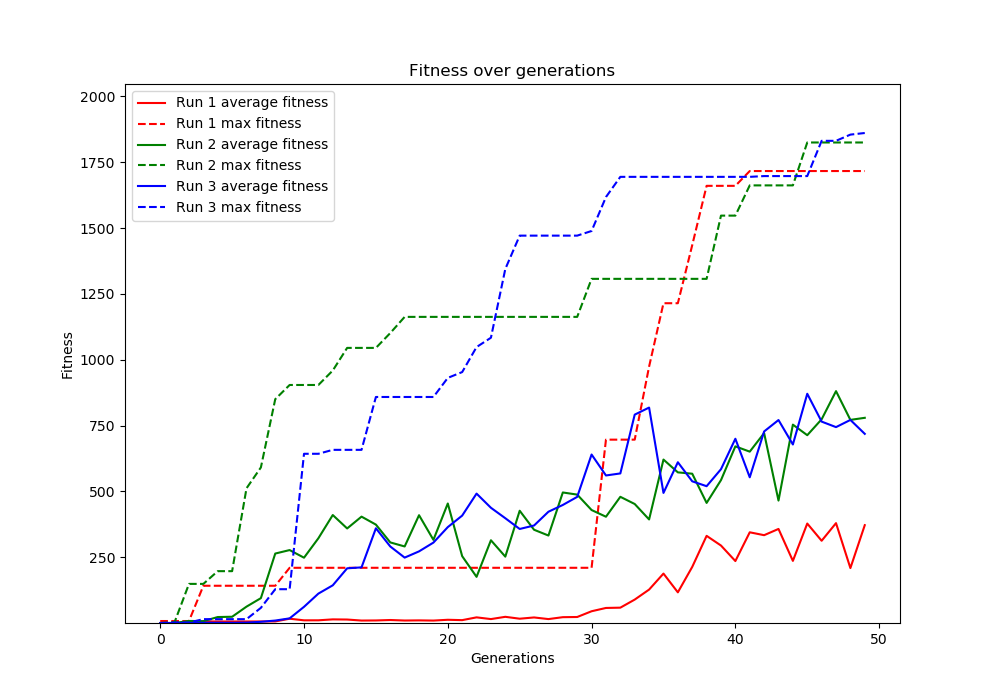 Fitness over generations
2000
1750
1500
1250
1000
750
500
250
Fitness
Run 1 average fitness
Run 1 max fitness
Run 2 average fitness
Run 2 max fitness
Run 3 average fitness
Run 3 max fitness
0 10 20 30 40 50
Generations